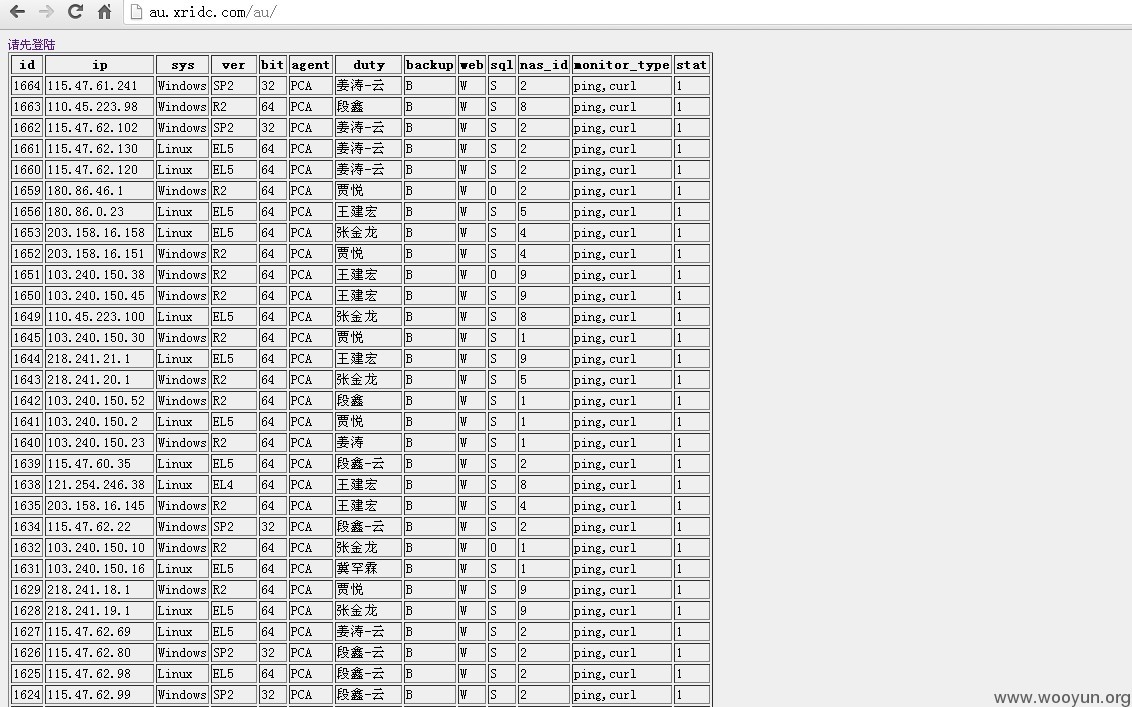 au.xridc.com/au/
请先登陆
id ip sys ver bit agent duty backup web sql nas_id monitor_type stat
1664 115.47.61.241 Windows SP2 32 PCA 姜涛-云 B W S 2 ping,curl 1
1663 110.45.223.98 Windows R2 64 PCA 段鑫 B W S 8 ping,curl 1
1662 115.47.62.102 Windows SP2 32 PCA 姜涛-云 B W S 2 ping,curl 1
1661 115.47.62.130 Linux EL5 64 PCA 姜涛-云 B W S 2 ping,curl 1
1660 115.47.62.120 Linux EL5 64 PCA 姜涛-云 B W S 2 ping,curl 1
1659 180.86.46.1 Windows R2 64 PCA 贾悦 B W O 2 ping,curl 1
1656 180.86.0.23 Linux EL5 64 PCA 王建宏 B W S 5 ping,curl 1
1653 203.158.16.158 Linux EL5 64 PCA 张金龙 B W S 4 ping,curl 1
1652 203.158.16.151 Windows R2 64 PCA 贾悦 B W S 4 ping,curl 1
1651 103.240.150.38 Windows R2 64 PCA 王建宏 B W O 9 ping,curl 1
1650 103.240.150.45 Windows R2 64 PCA 王建宏 B W S 9 ping,curl 1
1649 110.45.223.100 Linux EL5 64 PCA 张金龙 B W S 8 ping,curl 1
1645 103.240.150.30 Windows R2 64 PCA 贾悦 B W S 1 ping,curl 1
1644 218.241.21.1 Linux EL5 64 PCA 王建宏 B W S 9 ping,curl 1
1643 218.241.20.1 Windows R2 64 PCA 张金龙 B W S 5 ping,curl 1
1642 103.240.150.52 Windows R2 64 PCA 段鑫 B W S 1 ping,curl 1
1641 103.240.150.2 Linux EL5 64 PCA 贾悦 B W S 1 ping,curl 1
1640 103.240.150.23 Windows R2 64 PCA 姜涛 B W S 1 ping,curl 1
1639 115.47.60.35 Linux EL5 64 PCA 段鑫-云 B W S 2 ping,curl 1
1638 121.254.246.38 Linux EL4 64 PCA 王建宏 B W S 8 ping,curl 1
1635 203.158.16.145 Windows R2 64 PCA 王建宏 B W S 4 ping,curl 1
1634 115.47.62.22 Windows SP2 32 PCA 段鑫-云 B W S 2 ping,curl 1
1632 103.240.150.10 Windows R2 64 PCA 张金龙 B W O 1 ping,curl 1
1631 103.240.150.16 Linux EL5 64 PCA 冀罕霖 B W S 1 ping,curl 1
1629 218.241.18.1 Windows R2 64 PCA 贾悦 B W S 9 ping,curl 1
1628 218.241.19.1 Linux EL5 64 PCA 张金龙 B W S 9 ping,curl 1
1627 115.47.62.69 Linux EL5 64 PCA 姜涛-云 B W S 2 ping,curl 1
1626 115.47.62.80 Windows SP2 32 PCA 段鑫-云 B W S 2 ping,curl 1
1625 115.47.62.98 Linux EL5 64 PCA 段鑫-云 B W S 2 ping,curl 1
1624 115.47.62.99 Windows SP2 32 PCA 段鑫-云 B W S 2 ping,curl 1
www.wooyun.org